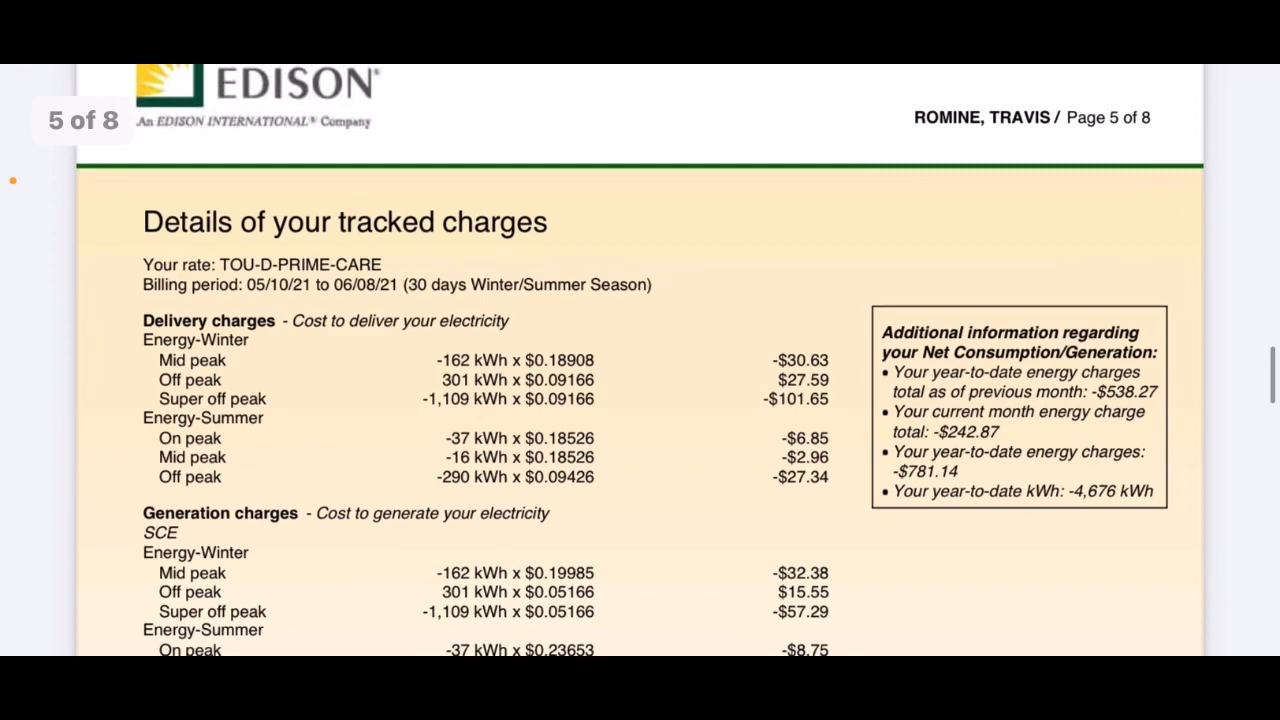 EDISON®
An EDISON INTERNATIONAL® Company
5 of 8
ROMINE, TRAVIS / Page 5 of 8
Details of your tracked charges
Your rate: TOU-D-PRIME-CARE
Billing period: 05/10/21 to 06/08/21 (30 days Winter/Summer Season)
Delivery charges - Cost to deliver your electricity
Energy-Winter
Mid peak -162 kWh x $0.18908 -$30.63
Off peak 301 kWh x $0.09166 $27.59
Super off peak -1,109 kWh x $0.09166 -$101.65
Energy-Summer
On peak -37 kWh x $0.18526 -$6.85
Mid peak -16 kWh x $0.18526 -$2.96
Off peak -290 kWh x $0.09426 -$27.34
Generation charges - Cost to generate your electricity
SCE
Energy-Winter
Mid peak -162 kWh x $0.19985 -$32.38
Off peak 301 kWh x $0.05166 $15.55
Super off peak -1,109 kWh x $0.05166 -$57.29
Energy-Summer
On peak -37 kWh x $0.23653 -$8.75
Additional information regarding
your Net Consumption/Generation:
• Your year-to-date energy charges
total as of previous month: -$538.27
• Your current month energy charge
total: -$242.87
• Your year-to-date energy charges:
-$781.14
• Your year-to-date kWh: -4,676 kWh